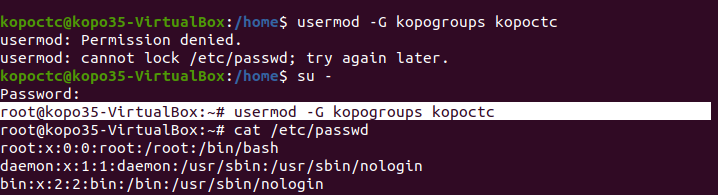 kopoctc@kopo35-VirtualBox:/home$ usermod -G kopogroups kopoctc
usermod: Permission denied.
usermod: cannot lock /etc/passwd; try again later.
kopoctc@kopo35-VirtualBox:/home$ su -
Password:
root@kopo35-VirtualBox:~# usermod -G kopogroups kopoctc
root@kopo35-VirtualBox:~# cat /etc/passwd
root:x:0:0:root:/root:/bin/bash
daemon:x:1:1:daemon:/usr/sbin:/usr/sbin/nologin
bin:x:2:2:bin:/bin:/usr/sbin/nologin